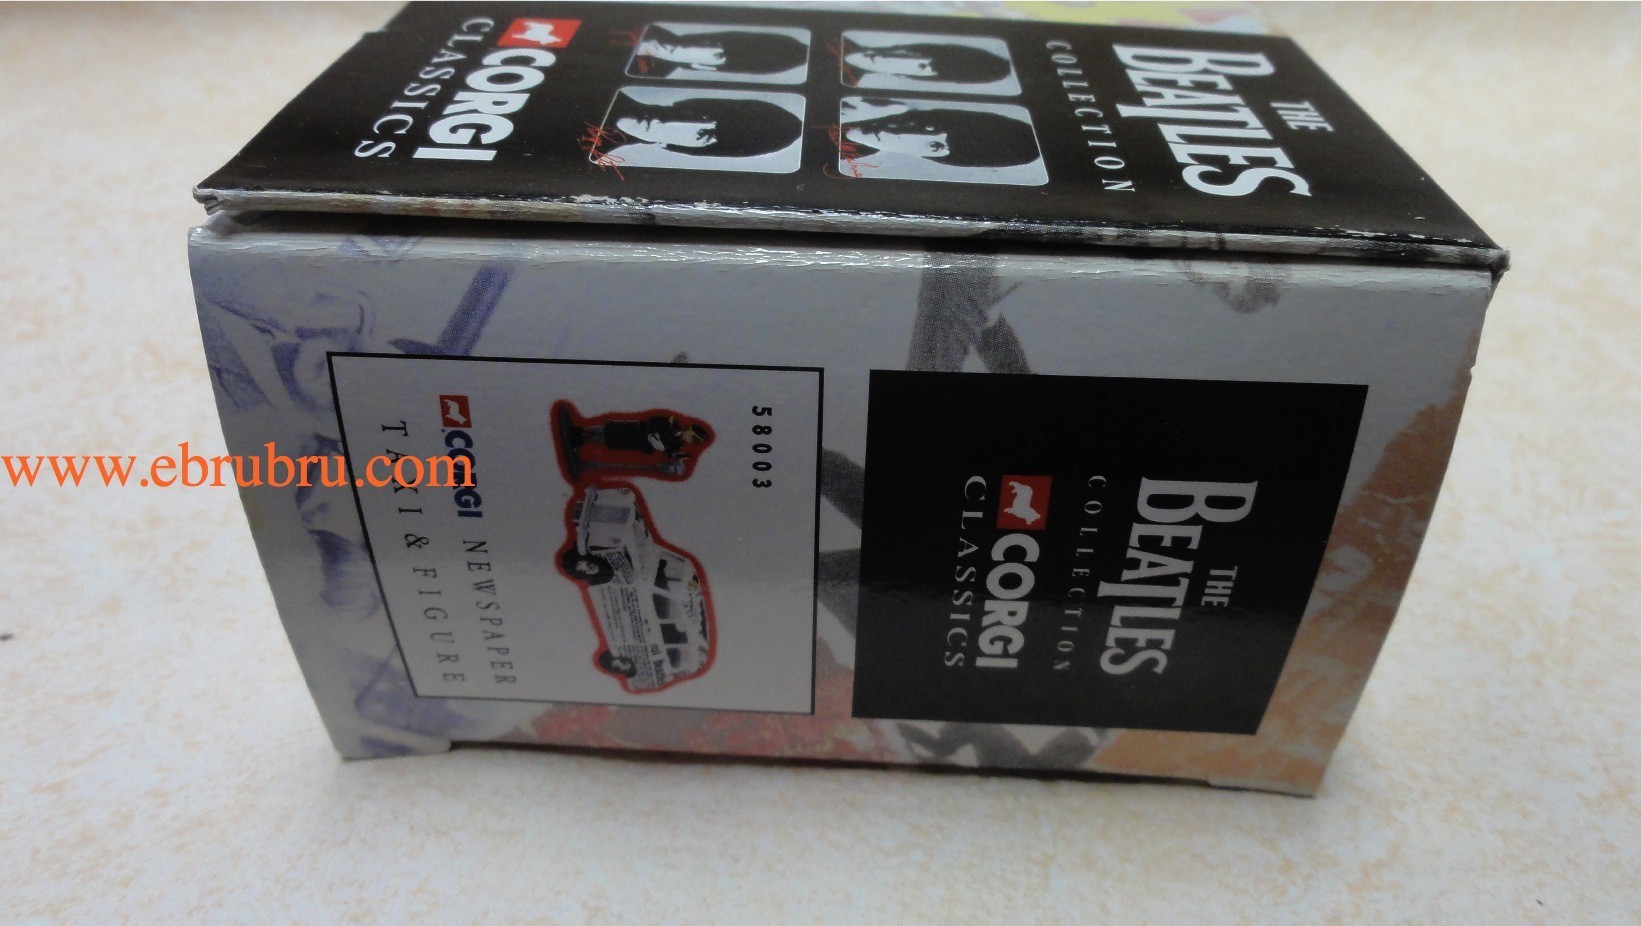 THE
BEATLES
COLLECTION
CORGI
CLASSICS
58003
CORGI NEWSPAPER
TAXI & FIGURE
THE
BEATLES
COLLECTION
CORGI
CLASSICS
www.ebrubru.com